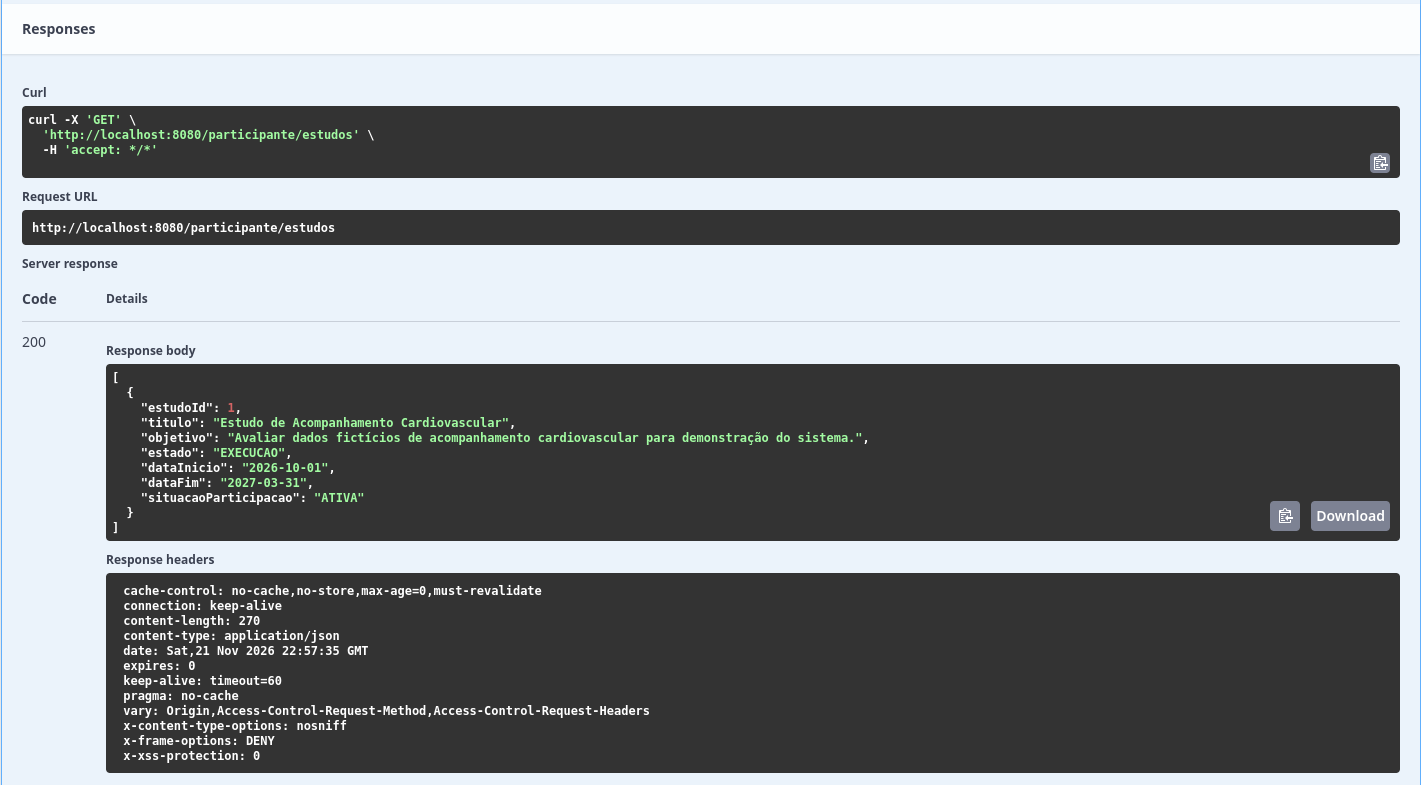 Responses
Curl
curl -X 'GET' \
  'http://localhost:8080/participante/estudos' \
  -H 'accept: */*'
Request URL
http://localhost:8080/participante/estudos
Server response
Code Details
200
Response body
[
  {
    "estudoId": 1,
    "titulo": "Estudo de Acompanhamento Cardiovascular",
    "objetivo": "Avaliar dados fictícios de acompanhamento cardiovascular para demonstração do sistema.",
    "estado": "EXECUCAO",
    "dataInicio": "2026-10-01",
    "dataFim": "2027-03-31",
    "situacaoParticipacao": "ATIVA"
  }
]
Download
Response headers
cache-control: no-cache,no-store,max-age=0,must-revalidate
connection: keep-alive
content-length: 270
content-type: application/json
date: Sat,21 Nov 2026 22:57:35 GMT
expires: 0
keep-alive: timeout=60
pragma: no-cache
vary: Origin,Access-Control-Request-Method,Access-Control-Request-Headers
x-content-type-options: nosniff
x-frame-options: DENY
x-xss-protection: 0